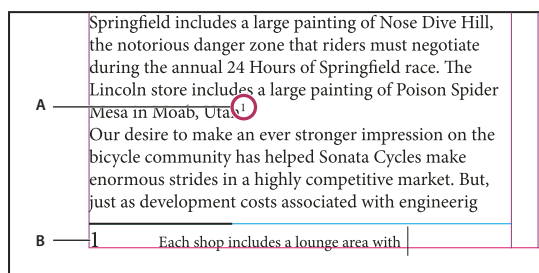 Springfield includes a large painting of Nose Dive Hill,
the notorious danger zone that riders must negotiate
during the annual 24 Hours of Springfield race. The
Lincoln store includes a large painting of Poison Spider
A
Mesa in Moab, Utah1
Our desire to make an ever stronger impression on the
bicycle community has helped Sonata Cycles make
enormous strides in a highly competitive market. But,
just as development costs associated with engineerig
B
1 Each shop includes a lounge area with